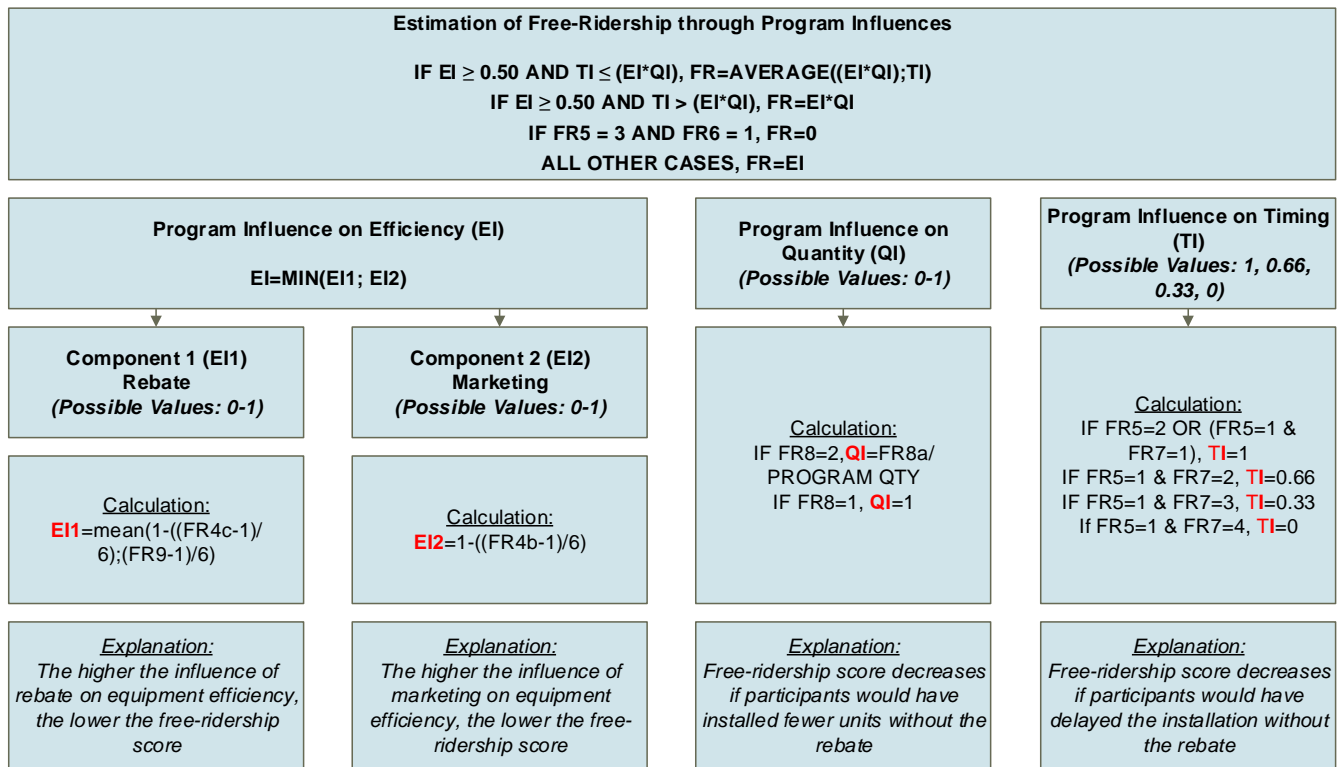 Estimation of Free-Ridership through Program Influences
IF EI ≥ 0.50 AND TI ≤ (EI*QI), FR=AVERAGE((EI*QI);TI)
IF EI ≥ 0.50 AND TI > (EI*QI), FR=EI*QI
IF FR5 = 3 AND FR6 = 1, FR=0
ALL OTHER CASES, FR=EI
Program Influence on Efficiency (EI)
EI=MIN(EI1; EI2)
Program Influence on
Quantity (QI)
(Possible Values: 0-1)
Program Influence on Timing
(TI)
(Possible Values: 1, 0.66,
0.33, 0)
Component 1 (EI1)
Rebate
(Possible Values: 0-1)
Component 2 (EI2)
Marketing
(Possible Values: 0-1)
Calculation:
EI1=mean(1-((FR4c-1)/
6);(FR9-1)/6)
Calculation:
EI2=1-((FR4b-1)/6)
Calculation:
IF FR8=2,QI=FR8a/
PROGRAM QTY
IF FR8=1, QI=1
Calculation:
IF FR5=2 OR (FR5=1 &
FR7=1), TI=1
IF FR5=1 & FR7=2, TI=0.66
IF FR5=1 & FR7=3, TI=0.33
If FR5=1 & FR7=4, TI=0
Explanation:
The higher the influence of
rebate on equipment efficiency,
the lower the free-ridership
score
Explanation:
The higher the influence of
marketing on equipment
efficiency, the lower the free-
ridership score
Explanation:
Free-ridership score decreases
if participants would have
installed fewer units without the
rebate
Explanation:
Free-ridership score decreases
if participants would have
delayed the installation without
the rebate